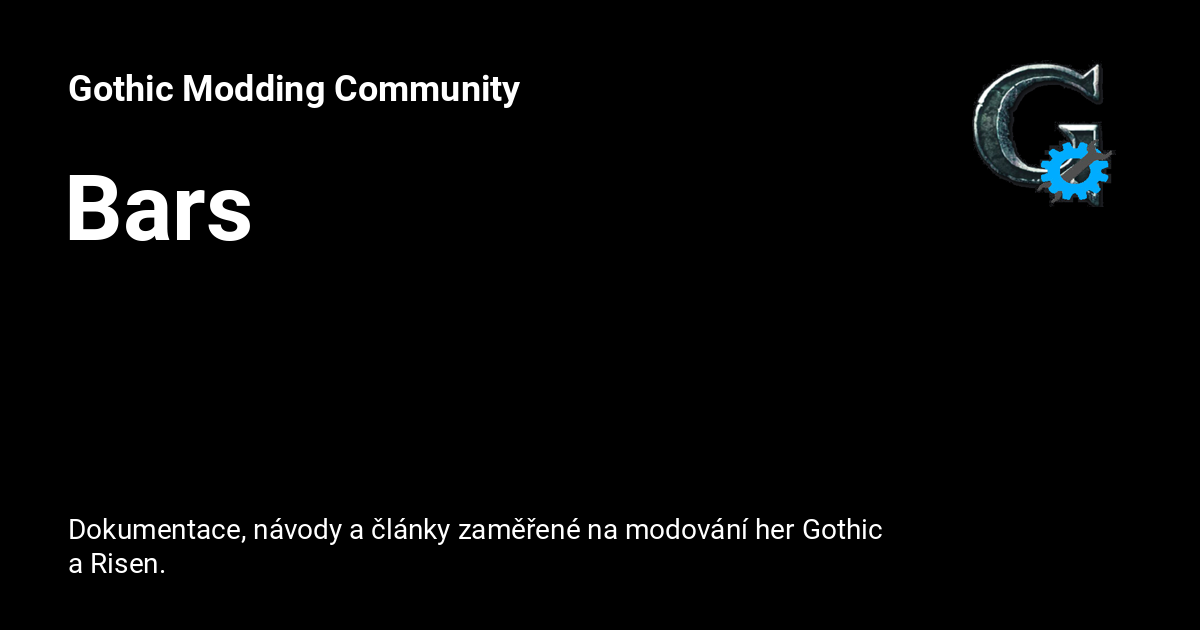 Gothic Modding Community
Bars
Dokumentace, návody a články zaměřené na modování her Gothic
a Risen.